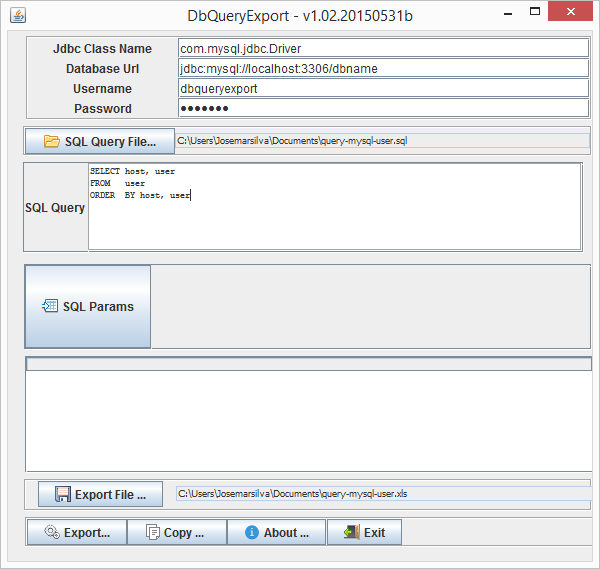 DbQueryExport - v1.02.20150531b
Jdbc Class Name com.mysql.jdbc.Driver
Database Url jdbc:mysql://localhost:3306/dbname
Username dbqueryexport
Password ●●●●●●●
SQL Query File... C:\Users\Josemarsilva\Documents\query-mysql-user.sql
SELECT host, user
FROM   user
SQL Query
ORDER  BY host, user
SQL Params
Export File ... C:\Users\Josemarsilva\Documents\query-mysql-user.xls
Export... Copy ... About ... Exit